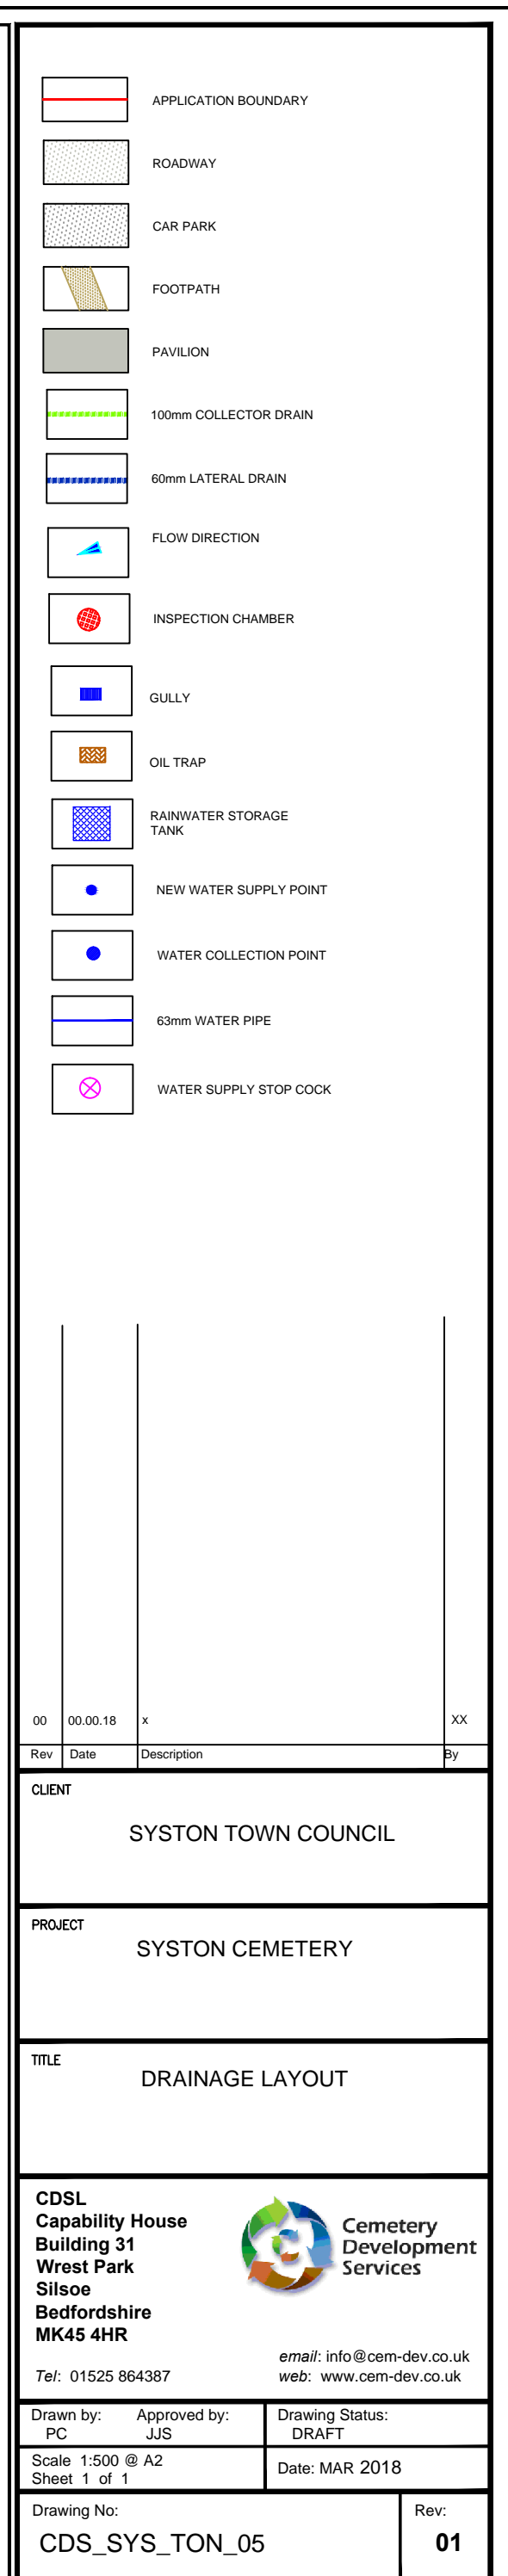 APPLICATION BOUNDARY
ROADWAY
CAR PARK
FOOTPATH
PAVILION
100mm COLLECTOR DRAIN
60mm LATERAL DRAIN
FLOW DIRECTION
INSPECTION CHAMBER
GULLY
OIL TRAP
RAINWATER STORAGE
TANK
NEW WATER SUPPLY POINT
WATER COLLECTION POINT
63mm WATER PIPE
WATER SUPPLY STOP COCK
00 00.00.18 x XX
Rev Date Description By
CLIENT
SYSTON TOWN COUNCIL
PROJECT
SYSTON CEMETERY
TITLE
DRAINAGE LAYOUT
CDSL
Capability House
Building 31
Wrest Park
Silsoe
Bedfordshire
MK45 4HR
Tel: 01525 864387
Cemetery
Development
Services
email: info@cem-dev.co.uk
web: www.cem-dev.co.uk
Drawn by: Approved by:
PC JJS
Drawing Status:
DRAFT
Scale 1:500 @ A2
Sheet 1 of 1
Date: MAR 2018
Drawing No:
CDS_SYS_TON_05
Rev:
01